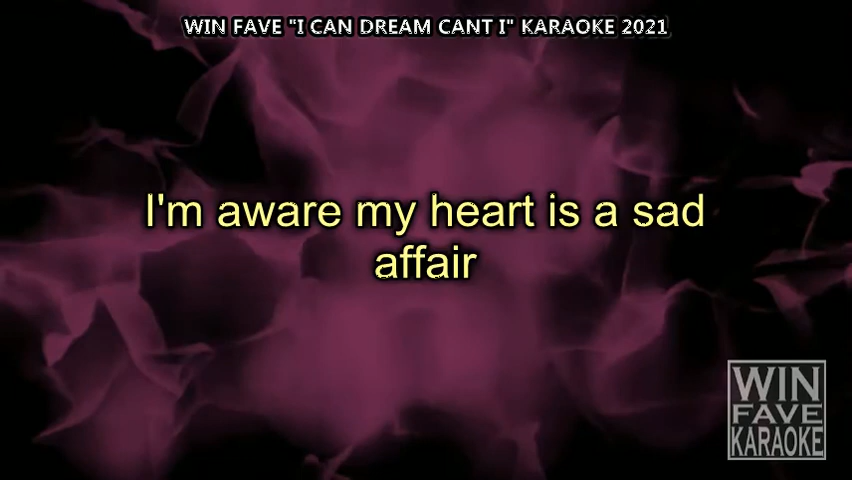 WIN FAVE "I CAN DREAM CANT I" KARAOKE 2021
I'm aware my heart is a sad
affair
WIN
FAVE
KARAOKE